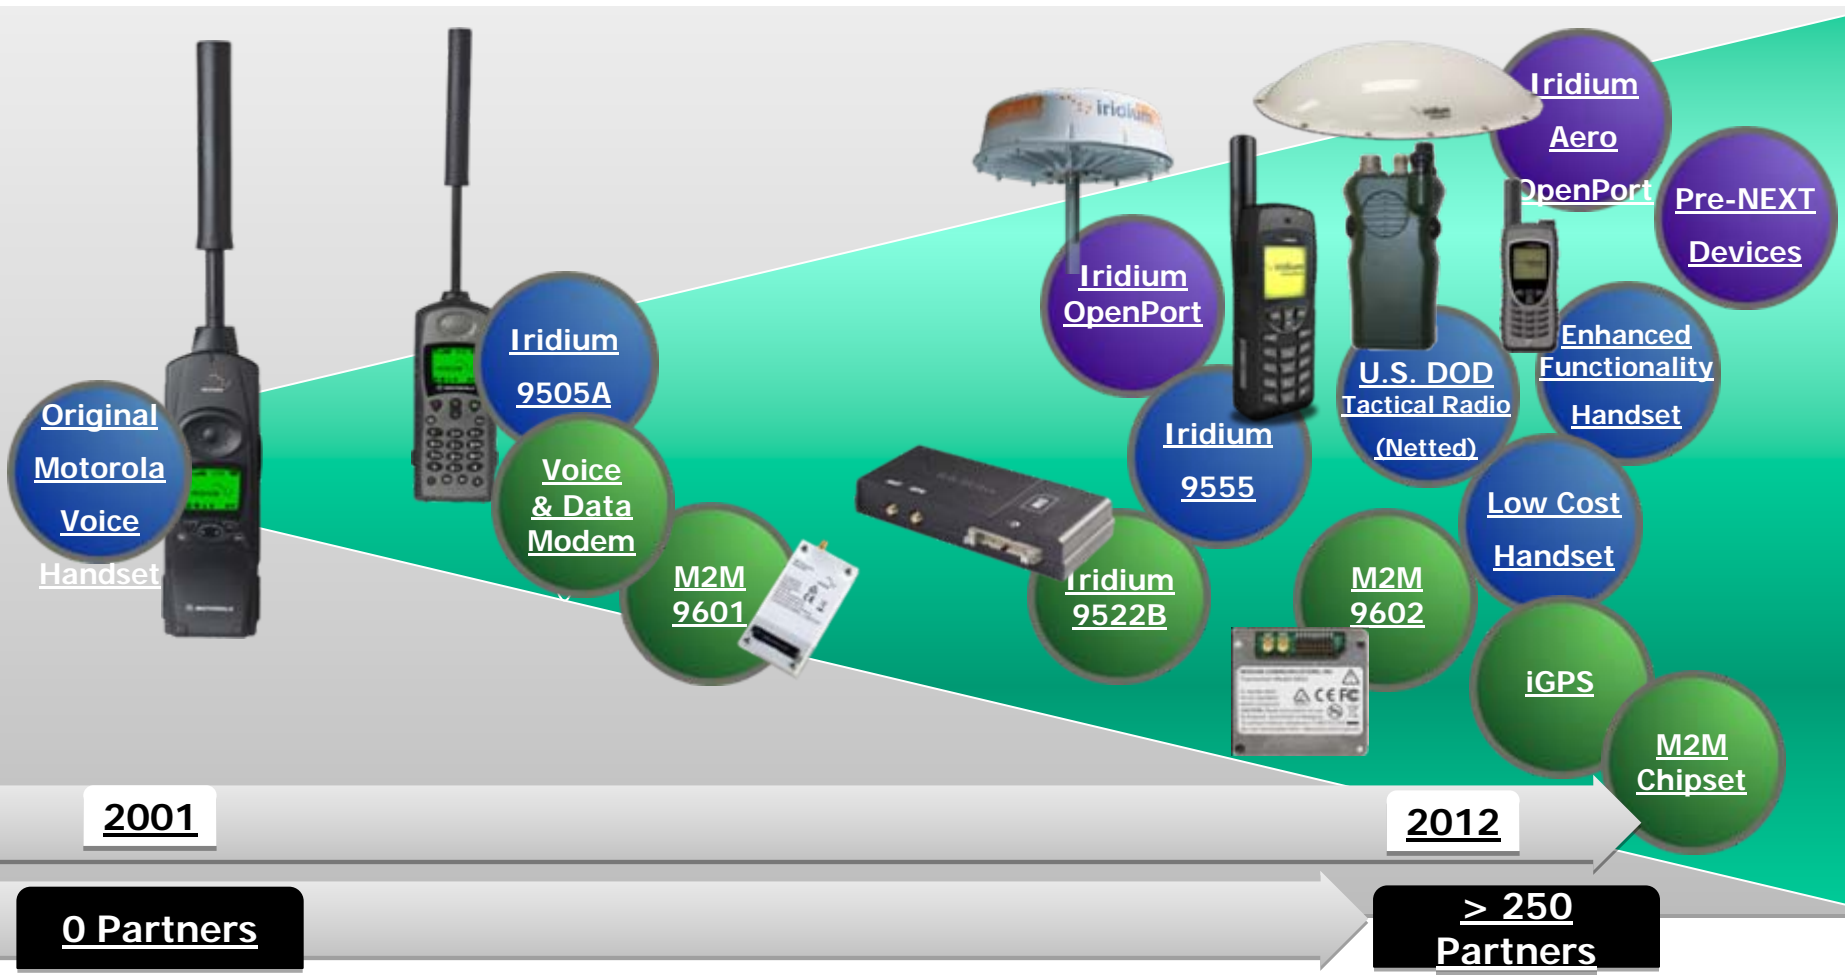 Original
Motorola
Voice
Handset
Iridium
9505A
Voice
& Data
Modem
M2M
9601
iridium
Iridium
OpenPort
Iridium
9555
Iridium
9522B
Iridium
Aero
OpenPort
Pre-NEXT
Devices
U.S. DOD
Tactical Radio
(Netted)
Enhanced
Functionality
Handset
Low Cost
Handset
M2M
9602
iGPS
M2M
Chipset
2001
2012
0 Partners
> 250
Partners